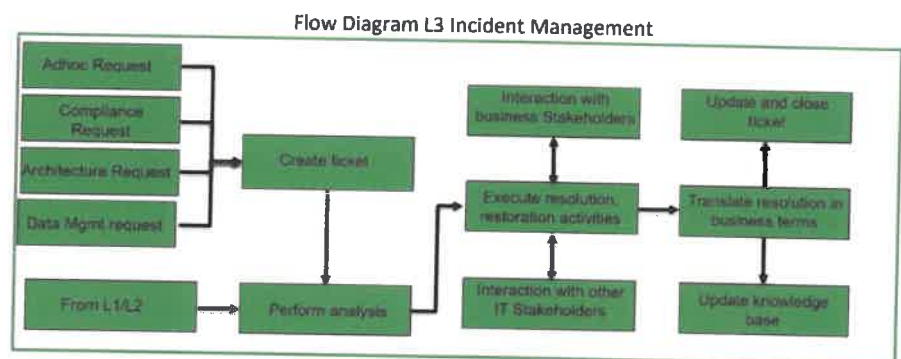 Flow Diagram L3 Incident Management
Adhoc Request
Compliance
Request
Architecture Request
Data Mgmt request
From L1/L2
Create ticket
Perform analysis
Interaction with
business Stakeholders
Execute resolution,
restoration activities
Interaction with other
IT Stakeholders
Update and close
ticket
Translate resolution in
business terms
Update knowledge
base